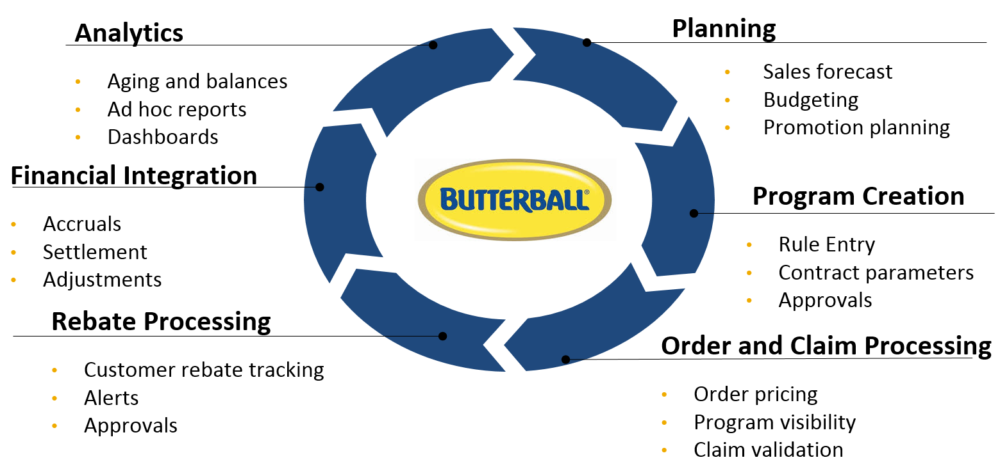 Analytics
• Aging and balances
• Ad hoc reports
• Dashboards
Financial Integration
• Accruals
• Settlement
• Adjustments
Rebate Processing
• Customer rebate tracking
• Alerts
• Approvals
BUTTERBALL®
Planning
• Sales forecast
• Budgeting
• Promotion planning
Program Creation
• Rule Entry
• Contract parameters
• Approvals
Order and Claim Processing
• Order pricing
• Program visibility
• Claim validation